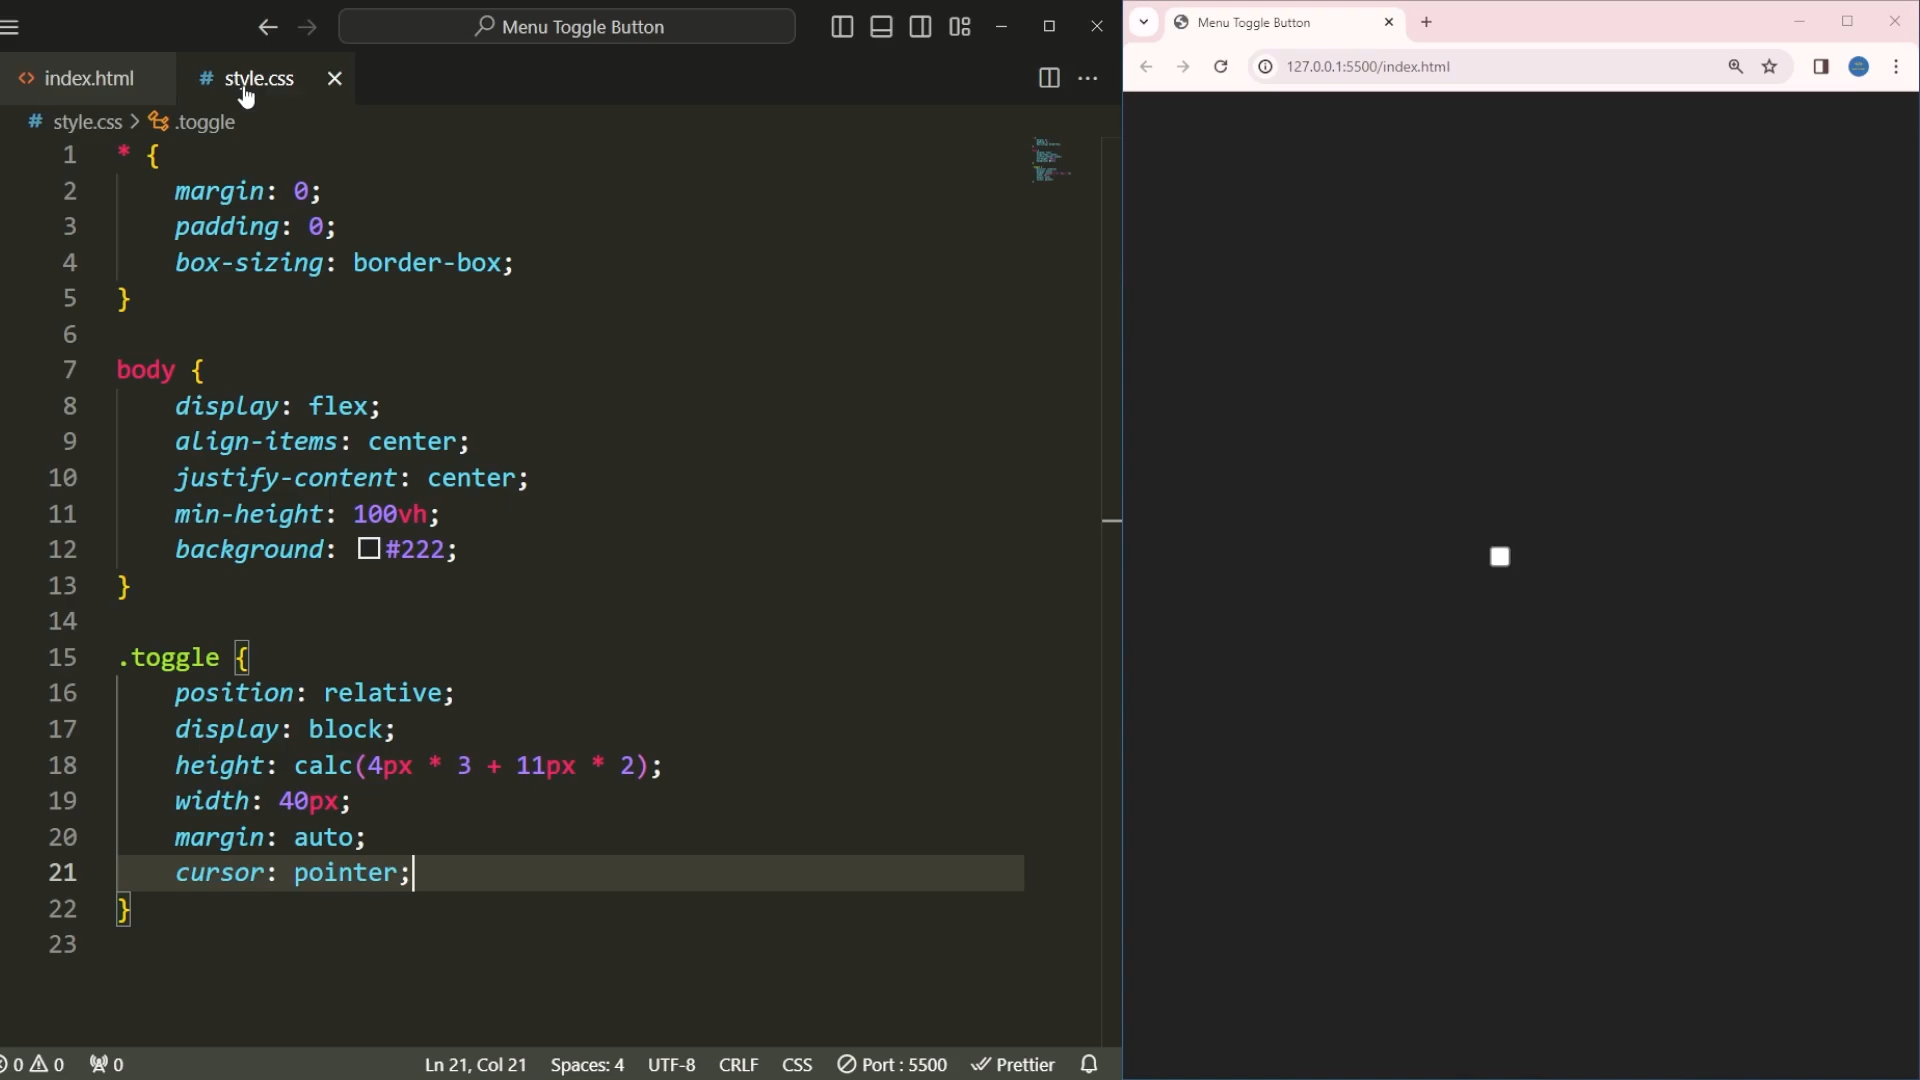 Menu Toggle Button
index.html
# style.css
# style.css > .toggle
1 * {
2 margin: 0;
3 padding: 0;
4 box-sizing: border-box;
5 }
6
7 body {
8 display: flex;
9 align-items: center;
10 justify-content: center;
11 min-height: 100vh;
12 background: #222;
13 }
14
15 .toggle {
16 position: relative;
17 display: block;
18 height: calc(4px * 3 + 11px * 2);
19 width: 40px;
20 margin: auto;
21 cursor: pointer;
22 }
23
0 0 0 Ln 21, Col 21 Spaces: 4 UTF-8 CRLF CSS Port : 5500 Prettier
Menu Toggle Button
127.0.0.1:5500/index.html